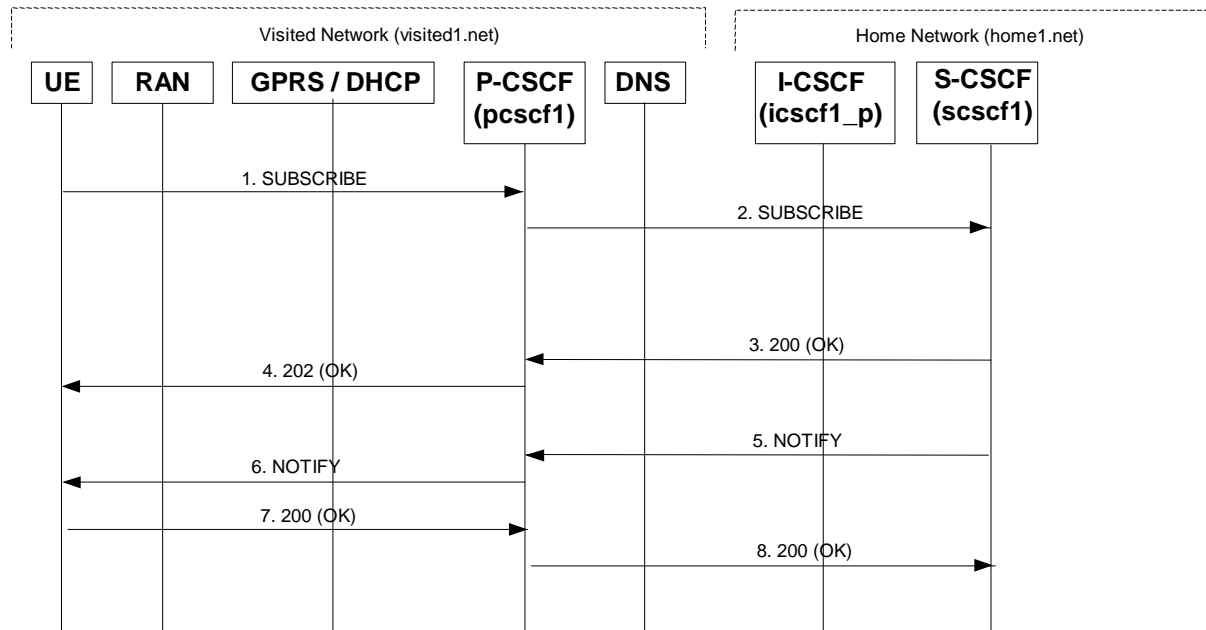 Visited Network (visited1.net)
Home Network (home1.net)
UE
RAN
GPRS / DHCP
P-CSCF
(pcscf1)
DNS
I-CSCF
(icscf1_p)
S-CSCF
(scscf1)
1. SUBSCRIBE
2. SUBSCRIBE
3. 200 (OK)
4. 202 (OK)
5. NOTIFY
6. NOTIFY
7. 200 (OK)
8. 200 (OK)